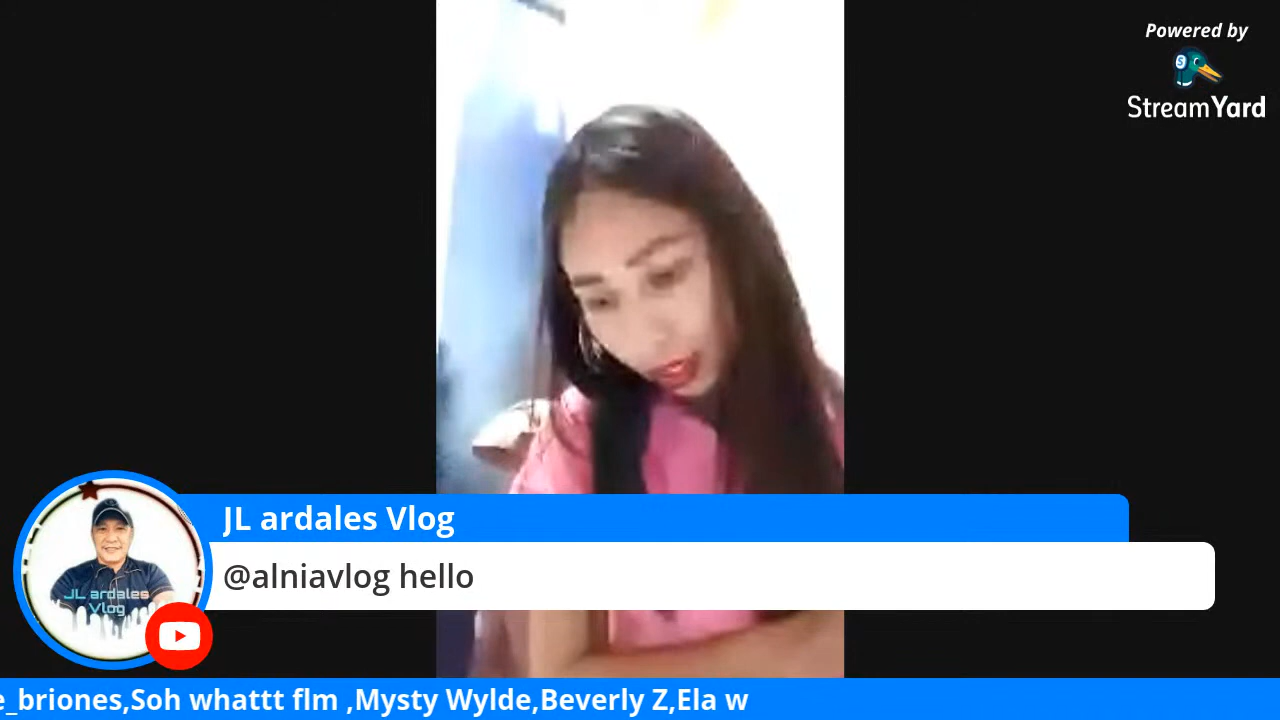 Powered by
S
StreamYard
JL ardales Vlog
@alniavlog hello
JL ardales
Vlog
e_briones,Soh whattt flm ,Mysty Wylde,Beverly Z,Ela w